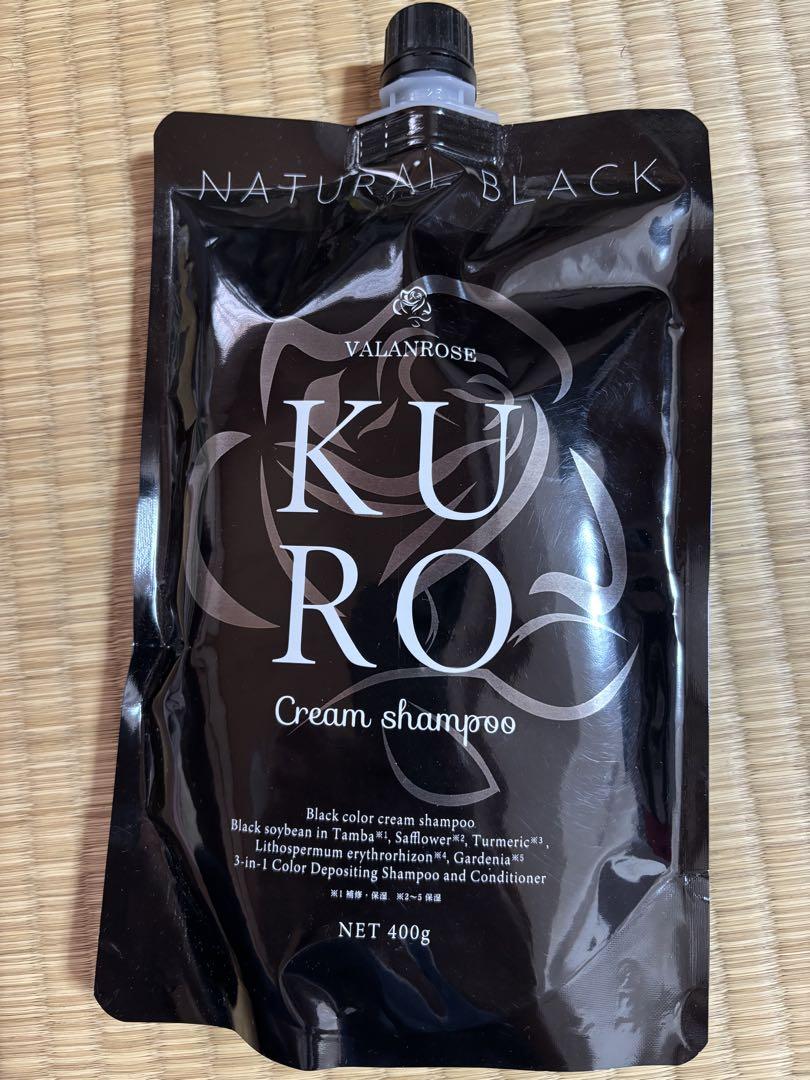 NATURAL BLACK
VALANROSE
KU
RO
Cream shampoo
Black color cream shampoo
Black soybean in Tamba※1, Safflower※2, Turmeric※3,
Lithospermum erythrorhizon※4, Gardenia※5
3-in-1 Color Depositing Shampoo and Conditioner
※1 補修・保湿 ※2〜5 保湿
NET 400g